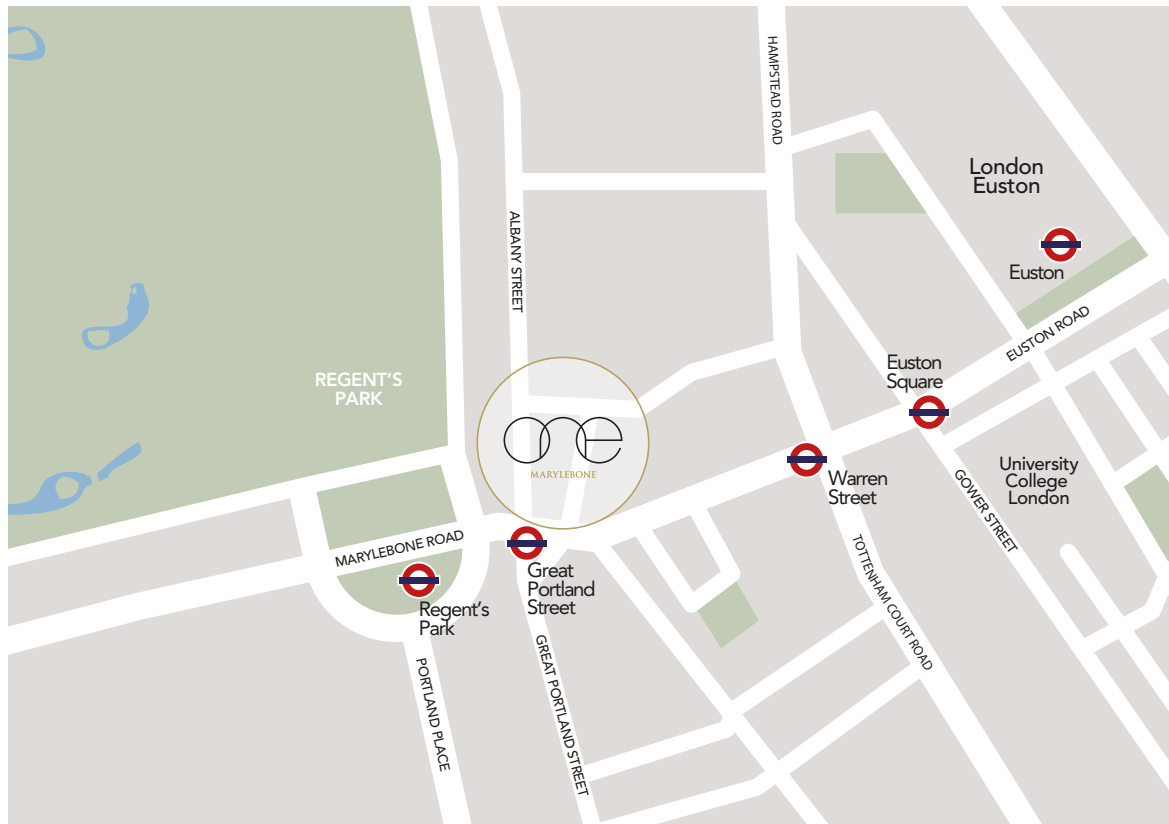 HAMPSTEAD ROAD
London
Euston
Euston
ALBANY STREET
EUSTON ROAD
Euston
Square
REGENT'S
PARK
one
MARYLEBONE
Warren
Street
University
College
London
GOWER STREET
MARYLEBONE ROAD
Great
Portland
Street
Regent's
Park
TOTTENHAM COURT ROAD
GREAT PORTLAND STREET
PORTLAND PLACE